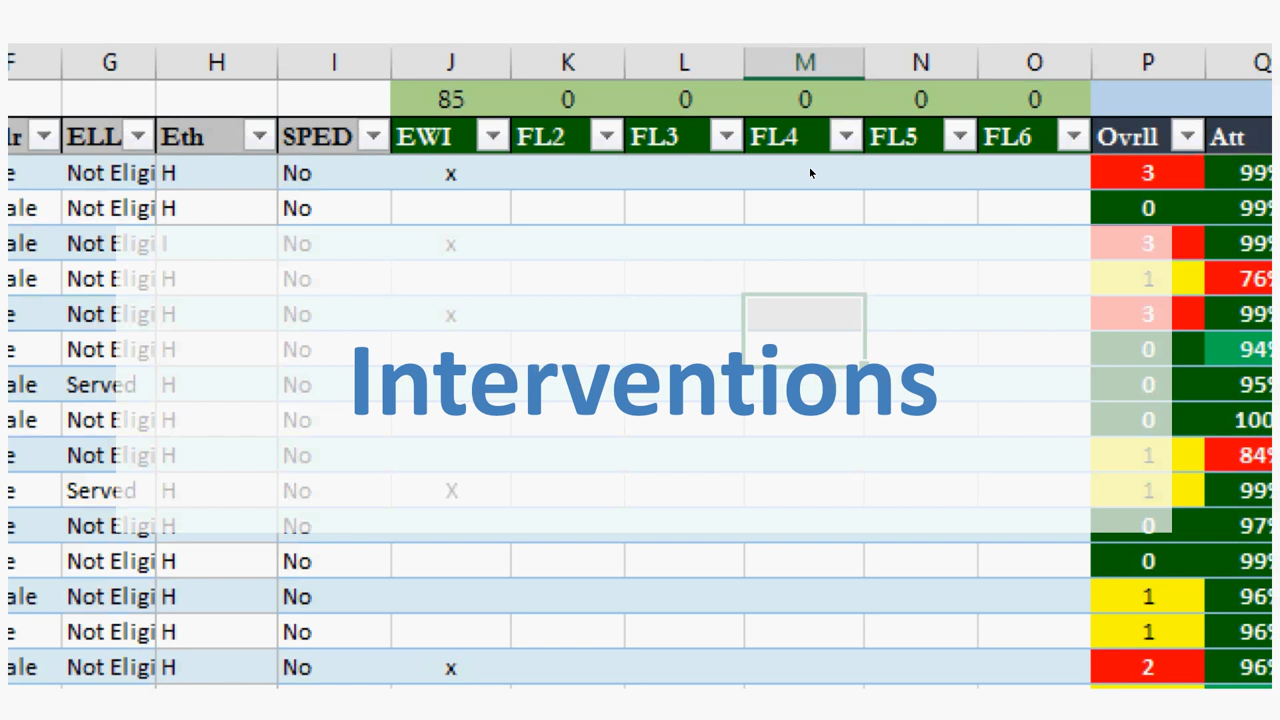 F G H I J K L M N O P Q
85 0 0 0 0 0
lr ELL Eth SPED EWI FL2 FL3 FL4 FL5 FL6 Ovrll Att
e Not Eligi H No x 3 99%
ale Not Eligi H No 0 99%
ale Not Eligi I No x 3 99%
ale Not Eligi H No 1 76%
e Not Eligi H No x 3 99%
e Not Eligi H No 0 94%
Interventions
ale Served H No 0 95%
ale Not Eligi H No 0 100
e Not Eligi H No 1 84%
e Served H No X 1 99%
e Not Eligi H No 0 97%
e Not Eligi H No 0 99%
ale Not Eligi H No 1 96%
e Not Eligi H No 1 96%
ale Not Eligi H No x 2 96%